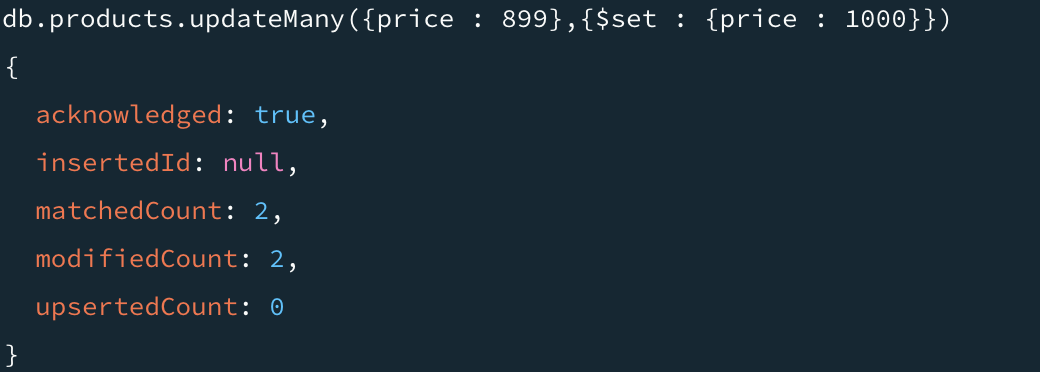 db.products.updateMany({price : 899},{$set : {price : 1000}})
{
  acknowledged: true,
  insertedId: null,
  matchedCount: 2,
  modifiedCount: 2,
  upsertedCount: 0
}